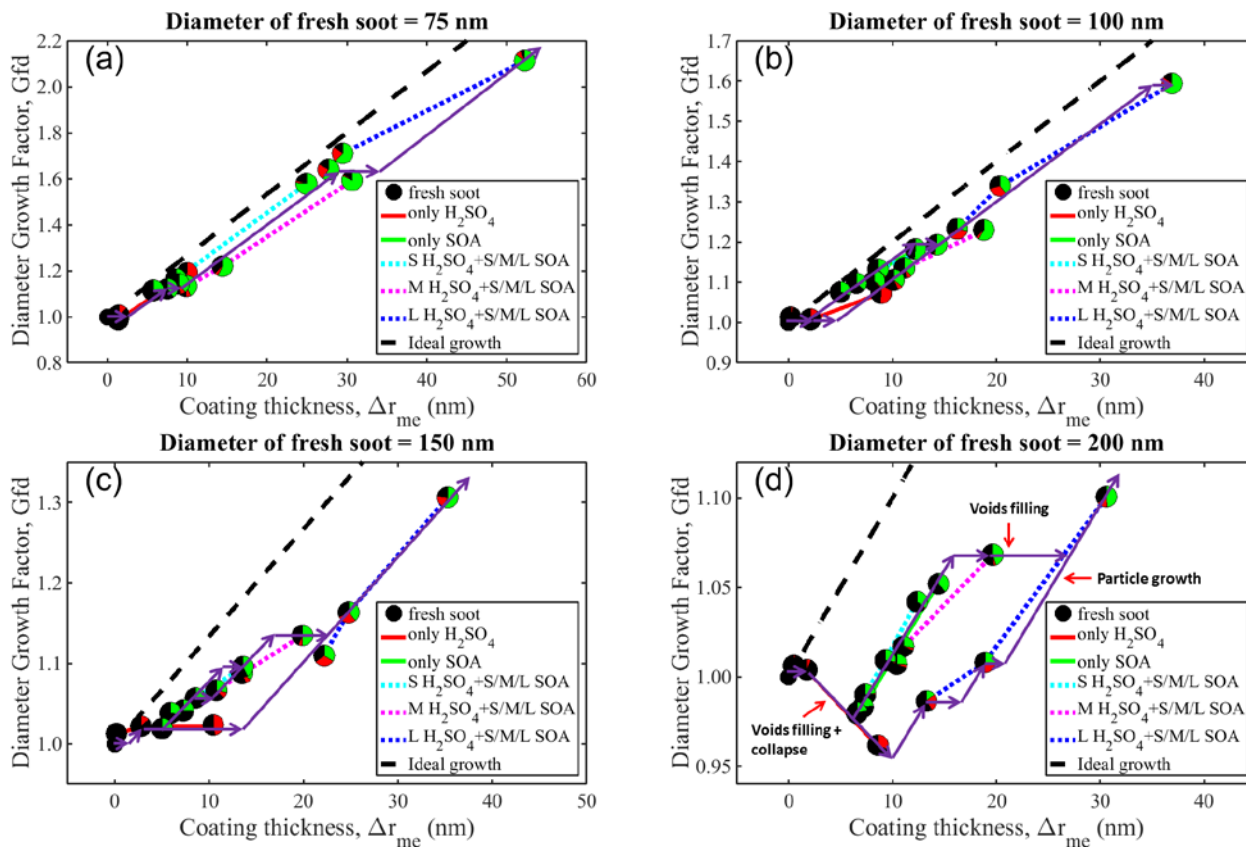 Diameter of fresh soot = 75 nm
(a)
Diameter Growth Factor, Gfd
2.2
2.0
1.8
1.6
1.4
1.2
1.0
0.8
fresh soot
only H₂SO₄
only SOA
S H₂SO₄+S/M/L SOA
M H₂SO₄+S/M/L SOA
L H₂SO₄+S/M/L SOA
Ideal growth
0 10 20 30 40 50 60
Coating thickness, Δr_me (nm)
Diameter of fresh soot = 100 nm
(b)
Diameter Growth Factor, Gfd
1.7
1.6
1.5
1.4
1.3
1.2
1.1
1.0
0.9
fresh soot
only H₂SO₄
only SOA
S H₂SO₄+S/M/L SOA
M H₂SO₄+S/M/L SOA
L H₂SO₄+S/M/L SOA
Ideal growth
0 10 20 30 40
Coating thickness, Δr_me (nm)
Diameter of fresh soot = 150 nm
(c)
Diameter Growth Factor, Gfd
1.3
1.2
1.1
1.0
fresh soot
only H₂SO₄
only SOA
S H₂SO₄+S/M/L SOA
M H₂SO₄+S/M/L SOA
L H₂SO₄+S/M/L SOA
Ideal growth
0 10 20 30 40 50
Coating thickness, Δr_me (nm)
Diameter of fresh soot = 200 nm
(d)
Diameter Growth Factor, Gfd
1.10
1.05
1.00
0.95
Voids filling
Particle growth
Voids filling +
collapse
fresh soot
only H₂SO₄
only SOA
S H₂SO₄+S/M/L SOA
M H₂SO₄+S/M/L SOA
L H₂SO₄+S/M/L SOA
Ideal growth
0 10 20 30 40
Coating thickness, Δr_me (nm)